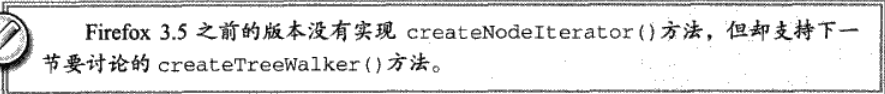 Firefox 3.5 之前的版本没有实现 createNodeIterator()方法，但却支持下一
节要讨论的 createTreeWalker()方法。